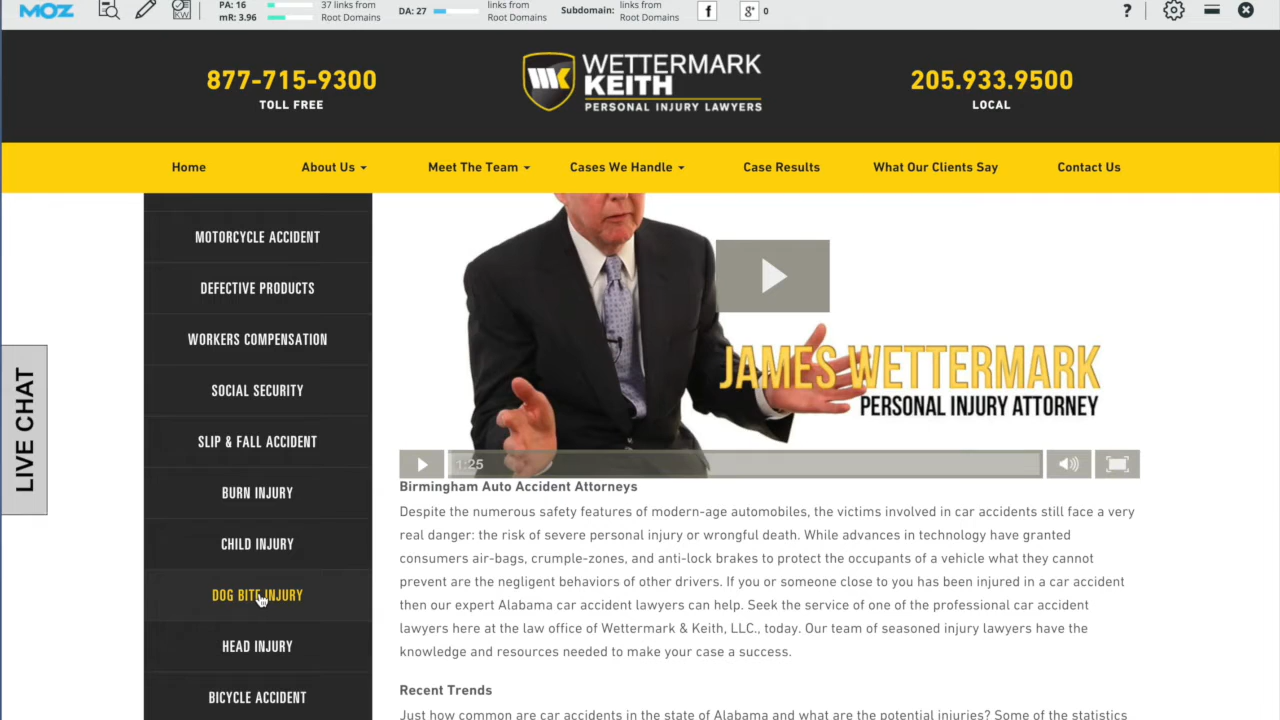 MOZ
KW
PA: 16
mR: 3.96
37 links from
Root Domains
DA: 27
links from
Root Domains
Subdomain:
links from
Root Domains
f
g+
0
?
877-715-9300
TOLL FREE
WK
WETTERMARK
KEITH
PERSONAL INJURY LAWYERS
205.933.9500
LOCAL
Home
About Us
Meet The Team
Cases We Handle
Case Results
What Our Clients Say
Contact Us
LIVE CHAT
MOTORCYCLE ACCIDENT
DEFECTIVE PRODUCTS
WORKERS COMPENSATION
SOCIAL SECURITY
SLIP & FALL ACCIDENT
BURN INJURY
CHILD INJURY
DOG BITE INJURY
HEAD INJURY
BICYCLE ACCIDENT
JAMES WETTERMARK
PERSONAL INJURY ATTORNEY
1:25
Birmingham Auto Accident Attorneys
Despite the numerous safety features of modern-age automobiles, the victims involved in car accidents still face a very
real danger: the risk of severe personal injury or wrongful death. While advances in technology have granted
consumers air-bags, crumple-zones, and anti-lock brakes to protect the occupants of a vehicle what they cannot
prevent are the negligent behaviors of other drivers. If you or someone close to you has been injured in a car accident
then our expert Alabama car accident lawyers can help. Seek the service of one of the professional car accident
lawyers here at the law office of Wettermark & Keith, LLC., today. Our team of seasoned injury lawyers have the
knowledge and resources needed to make your case a success.
Recent Trends
Just how common are car accidents in the state of Alabama and what are the potential injuries? Some of the statistics